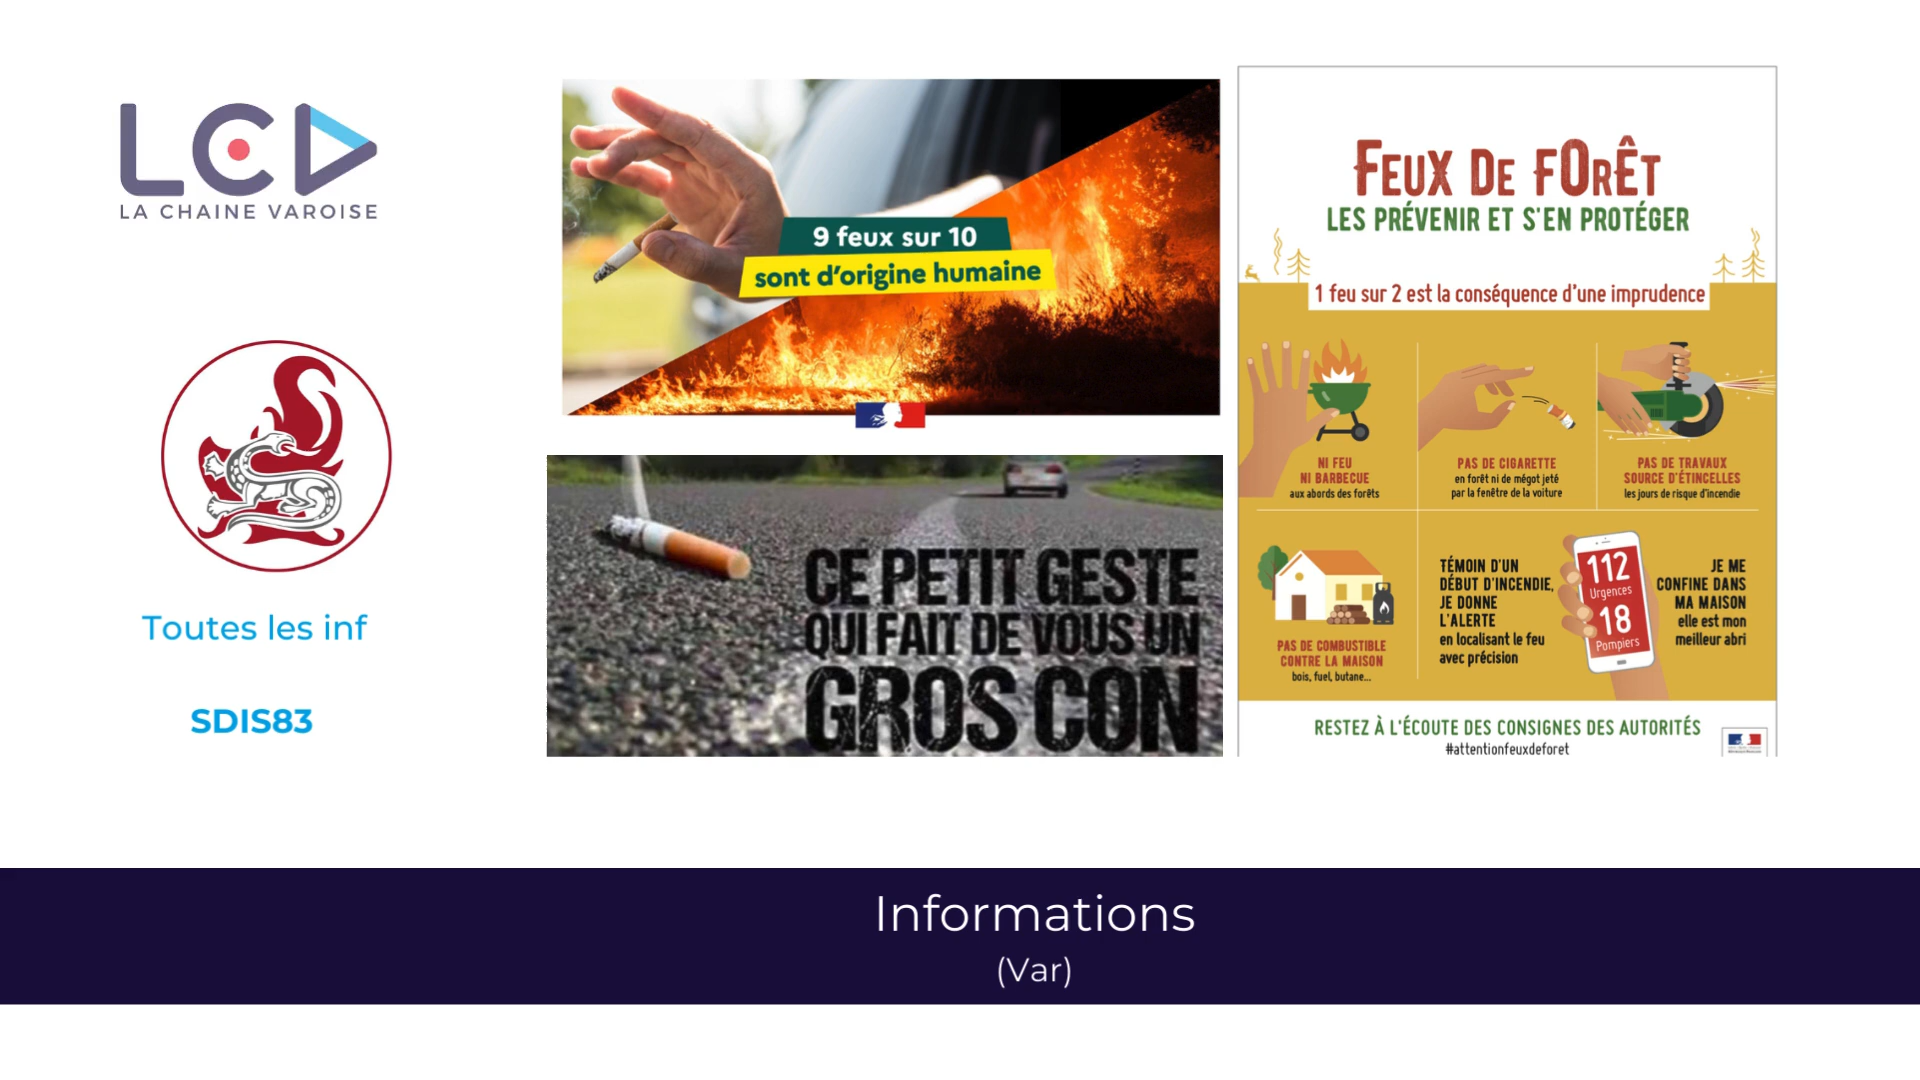 LCD
LA CHAINE VAROISE
Toutes les inf
SDIS83
9 feux sur 10
sont d'origine humaine
CE PETIT GESTE
QUI FAIT DE VOUS UN
GROS CON
FEUX DE FORÊT
LES PRÉVENIR ET S'EN PROTÉGER
1 feu sur 2 est la conséquence d'une imprudence
NI FEU
NI BARBECUE
aux abords des forêts
PAS DE CIGARETTE
en forêt ni de mégot jeté
par la fenêtre de la voiture
PAS DE TRAVAUX
SOURCE D'ÉTINCELLES
les jours de risque d'incendie
PAS DE COMBUSTIBLE
CONTRE LA MAISON
bois, fuel, butane...
TÉMOIN D'UN
DÉBUT D'INCENDIE,
JE DONNE
L'ALERTE
en localisant le feu
avec précision
112
Urgences
18
Pompiers
JE ME
CONFINE DANS
MA MAISON
elle est mon
meilleur abri
RESTEZ À L'ÉCOUTE DES CONSIGNES DES AUTORITÉS
#attentionfeuxdeforet
Informations
(Var)